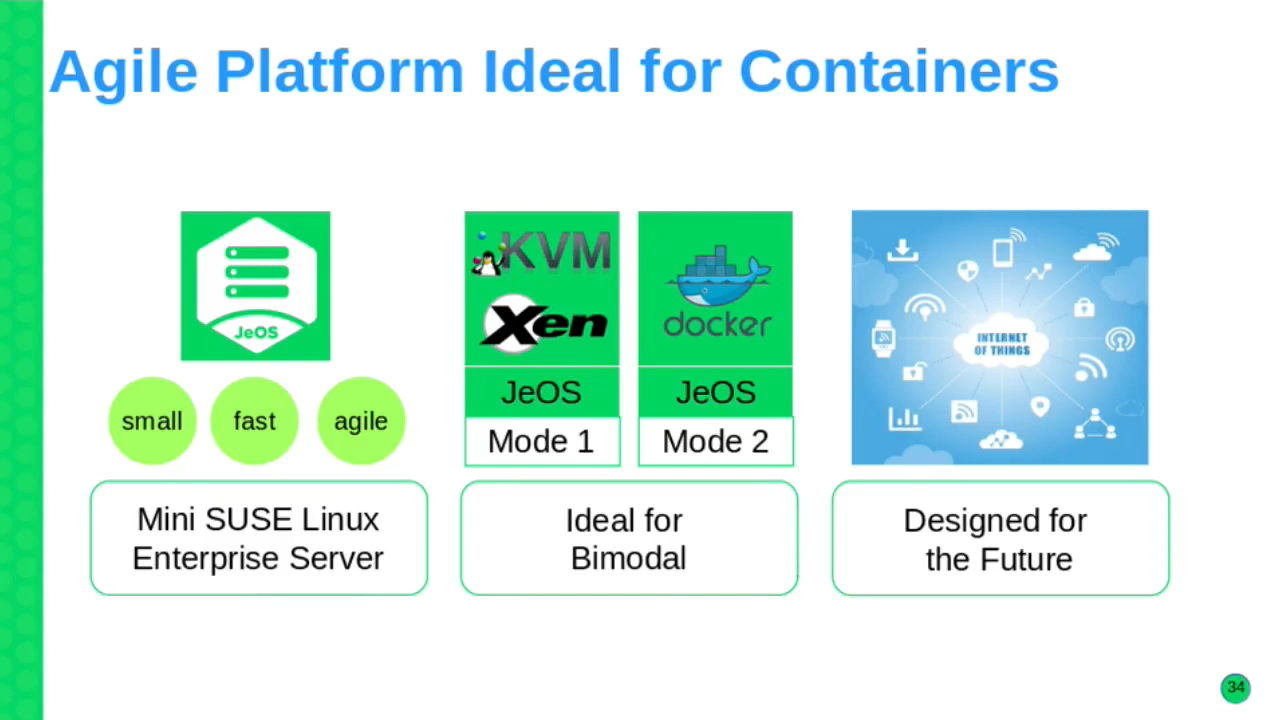 Agile Platform Ideal for Containers
JeOS
small
fast
agile
Mini SUSE Linux
Enterprise Server
KVM
Xen
JeOS
Mode 1
docker
JeOS
Mode 2
Ideal for
Bimodal
INTERNET
OF THINGS
Designed for
the Future
34